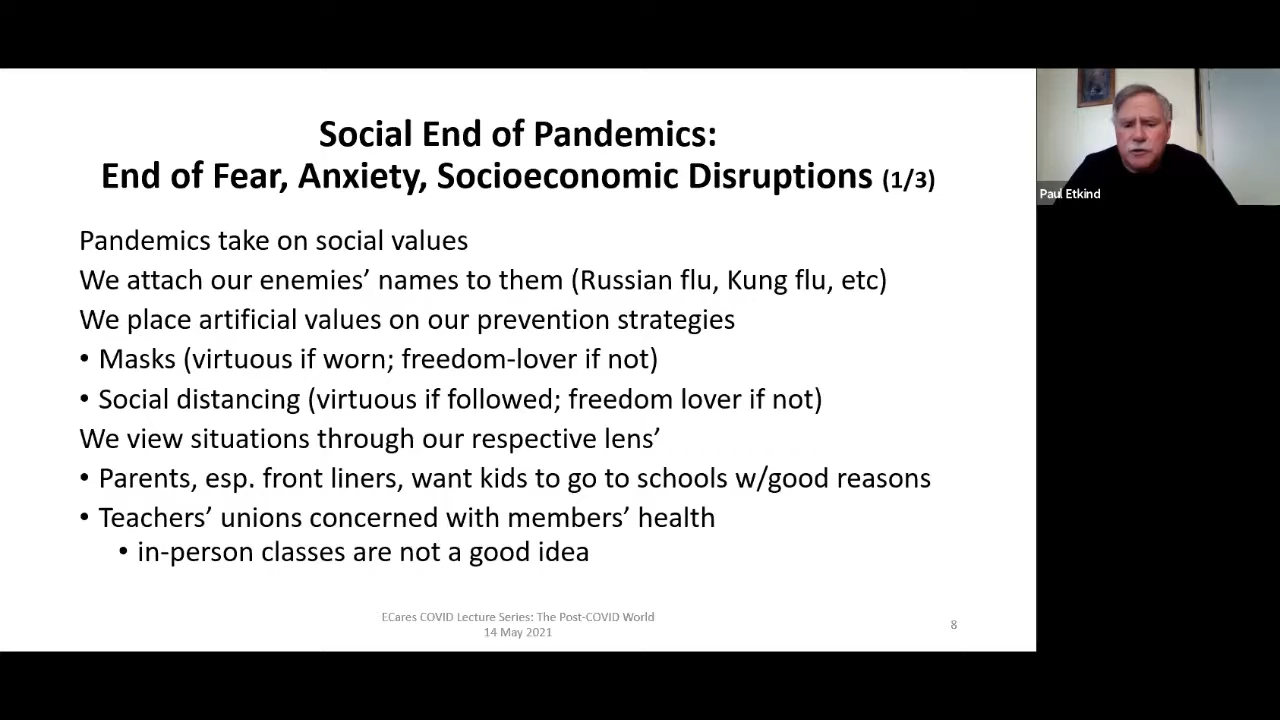 Social End of Pandemics:
End of Fear, Anxiety, Socioeconomic Disruptions (1/3)
Pandemics take on social values
We attach our enemies’ names to them (Russian flu, Kung flu, etc)
We place artificial values on our prevention strategies
• Masks (virtuous if worn; freedom-lover if not)
• Social distancing (virtuous if followed; freedom lover if not)
We view situations through our respective lens’
• Parents, esp. front liners, want kids to go to schools w/good reasons
• Teachers’ unions concerned with members’ health
• in-person classes are not a good idea
ECares COVID Lecture Series: The Post-COVID World
14 May 2021
8
Paul Etkind